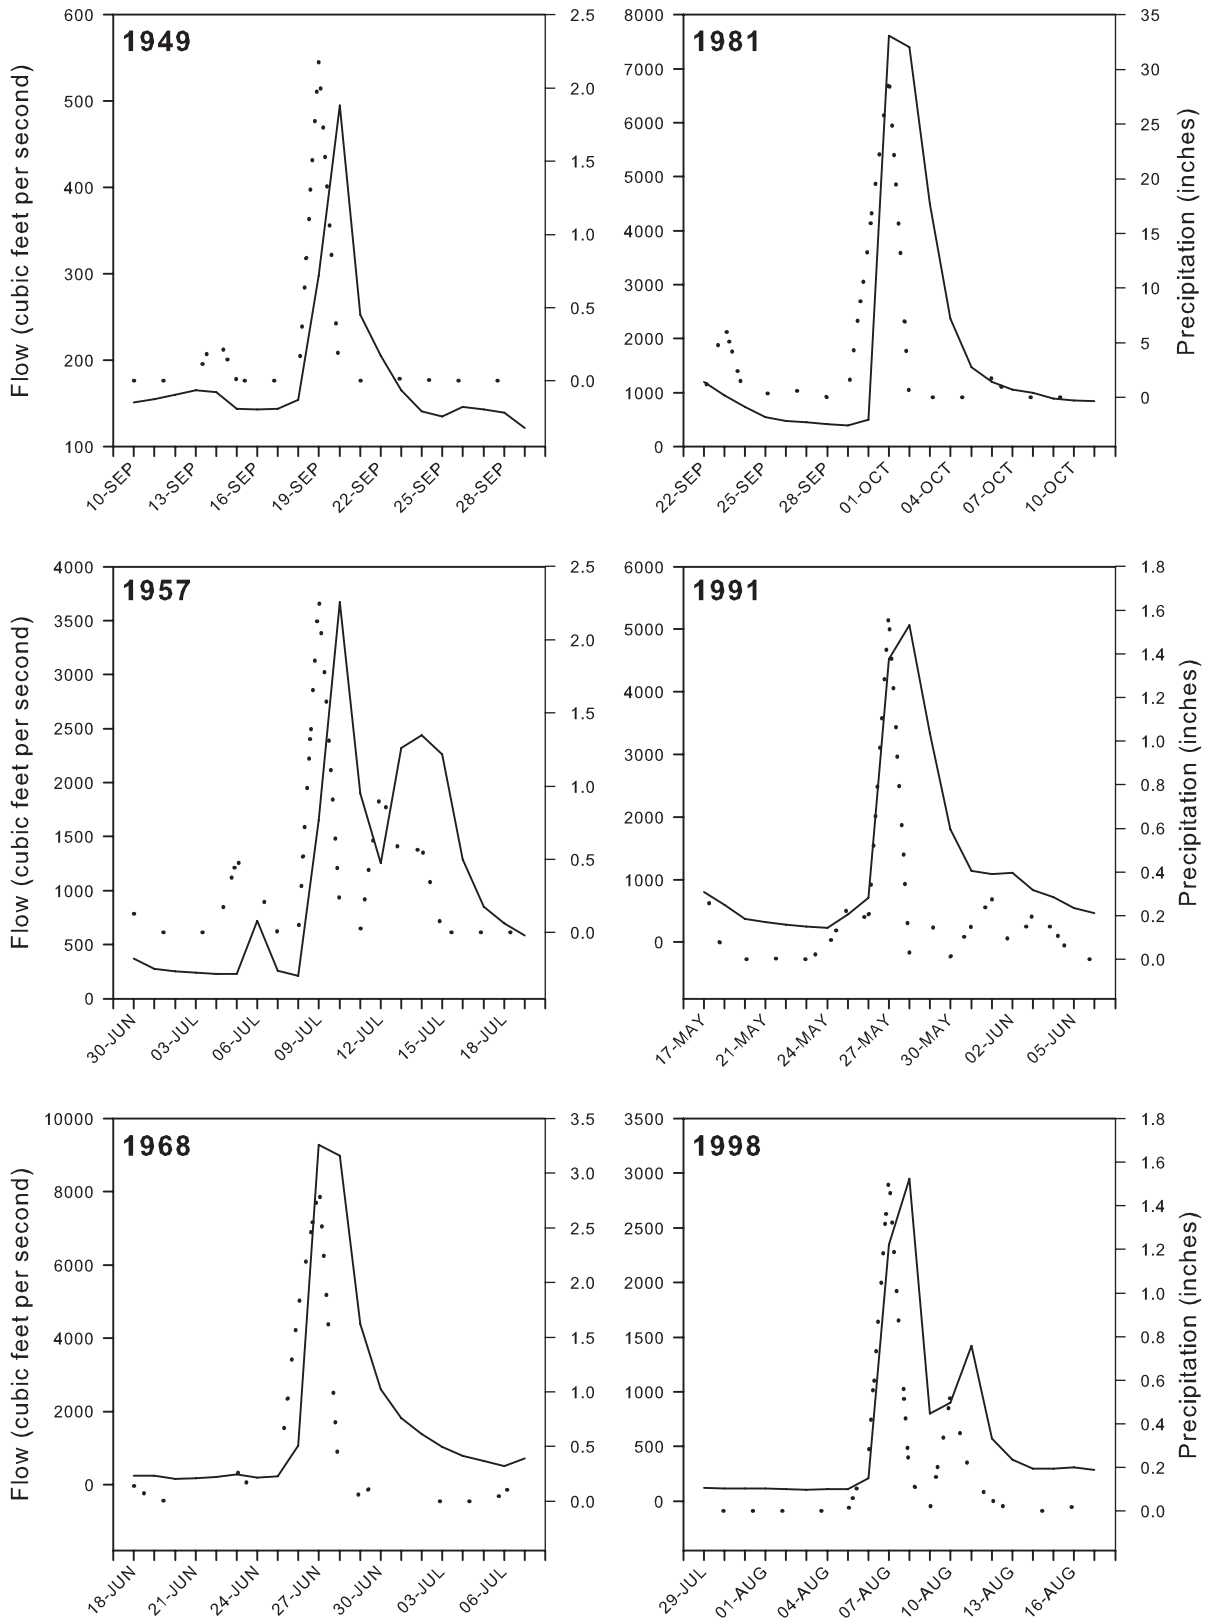 1949
Flow (cubic feet per second)
600
500
400
300
200
100
2.5
2.0
1.5
1.0
0.5
0.0
10-SEP
13-SEP
16-SEP
19-SEP
22-SEP
25-SEP
28-SEP
1981
8000
7000
6000
5000
4000
3000
2000
1000
0
35
30
25
20
15
10
5
0
Precipitation (inches)
22-SEP
25-SEP
28-SEP
01-OCT
04-OCT
07-OCT
10-OCT
1957
Flow (cubic feet per second)
4000
3500
3000
2500
2000
1500
1000
500
0
2.5
2.0
1.5
1.0
0.5
0.0
30-JUN
03-JUL
06-JUL
09-JUL
12-JUL
15-JUL
18-JUL
1991
6000
5000
4000
3000
2000
1000
0
1.8
1.6
1.4
1.2
1.0
0.8
0.6
0.4
0.2
0.0
Precipitation (inches)
17-MAY
21-MAY
24-MAY
27-MAY
30-MAY
02-JUN
05-JUN
1968
Flow (cubic feet per second)
10000
8000
6000
4000
2000
0
3.5
3.0
2.5
2.0
1.5
1.0
0.5
0.0
18-JUN
21-JUN
24-JUN
27-JUN
30-JUN
03-JUL
06-JUL
1998
3500
3000
2500
2000
1500
1000
500
0
1.8
1.6
1.4
1.2
1.0
0.8
0.6
0.4
0.2
0.0
Precipitation (inches)
29-JUL
01-AUG
04-AUG
07-AUG
10-AUG
13-AUG
16-AUG